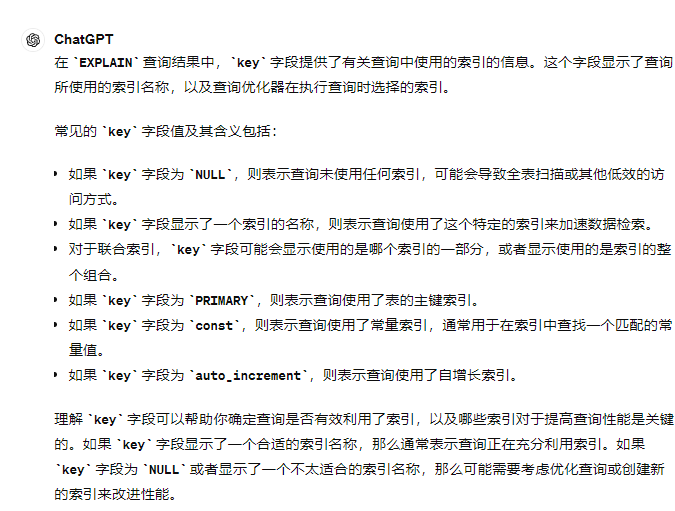 ChatGPT
在 `EXPLAIN` 查询结果中，`key` 字段提供了有关查询中使用的索引的信息。这个字段显示了查询
所使用的索引名称，以及查询优化器在执行查询时选择的索引。
常见的 `key` 字段值及其含义包括：
• 如果 `key` 字段为 `NULL`，则表示查询未使用任何索引，可能会导致全表扫描或其他低效的访
问方式。
• 如果 `key` 字段显示了一个索引的名称，则表示查询使用了这个特定的索引来加速数据检索。
• 对于联合索引，`key` 字段可能会显示使用的是哪个索引的一部分，或者显示使用的是索引的整
个组合。
• 如果 `key` 字段为 `PRIMARY`，则表示查询使用了表的主键索引。
• 如果 `key` 字段为 `const`，则表示查询使用了常量索引，通常用于在索引中查找一个匹配的常
量值。
• 如果 `key` 字段为 `auto_increment`，则表示查询使用了自增长索引。
理解 `key` 字段可以帮助你确定查询是否有效利用了索引，以及哪些索引对于提高查询性能是关键
的。如果 `key` 字段显示了一个合适的索引名称，那么通常表示查询正在充分利用索引。如果
`key` 字段为 `NULL` 或者显示了一个不太适合的索引名称，那么可能需要考虑优化查询或创建新
的索引来改进性能。